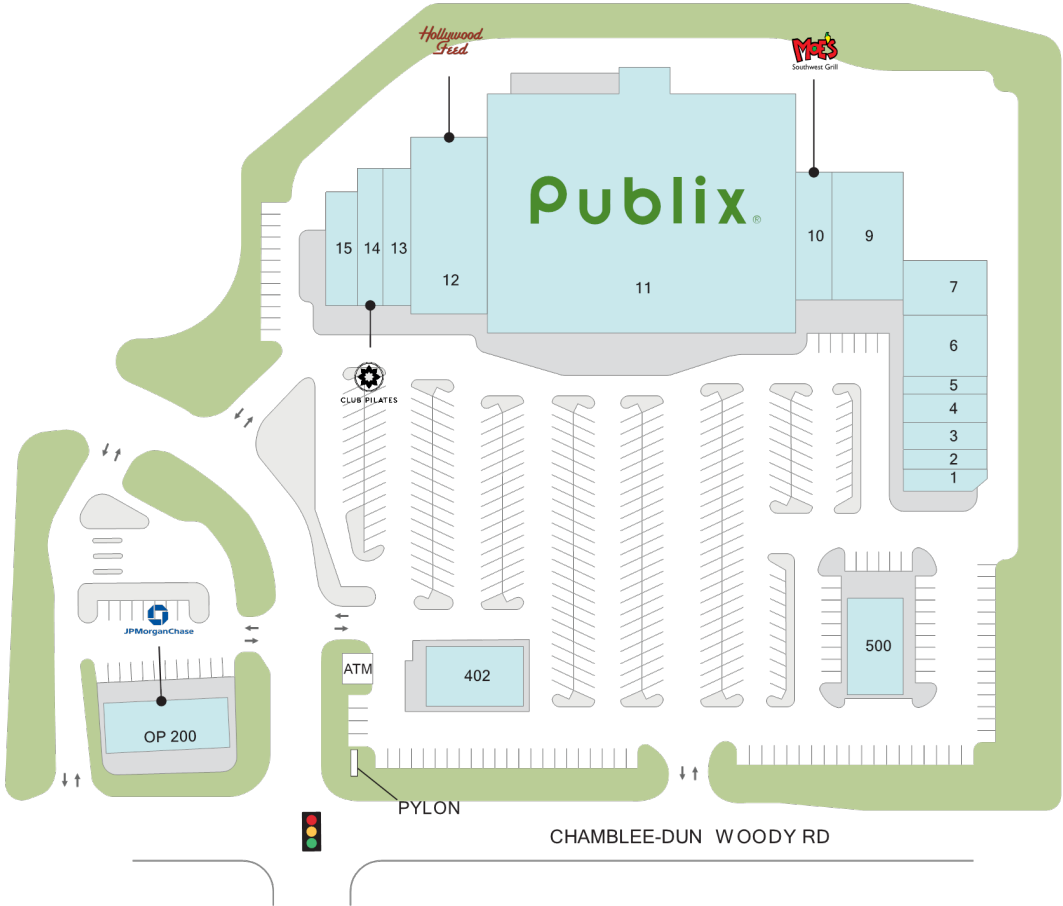 Hollywood
Feed
MOE'S
Southwest Grill
Publix®
15
14
13
12
11
10
9
7
6
5
4
3
2
1
CLUB PILATES
JPMorganChase
OP 200
ATM
402
500
PYLON
CHAMBLEE-DUN WOODY RD